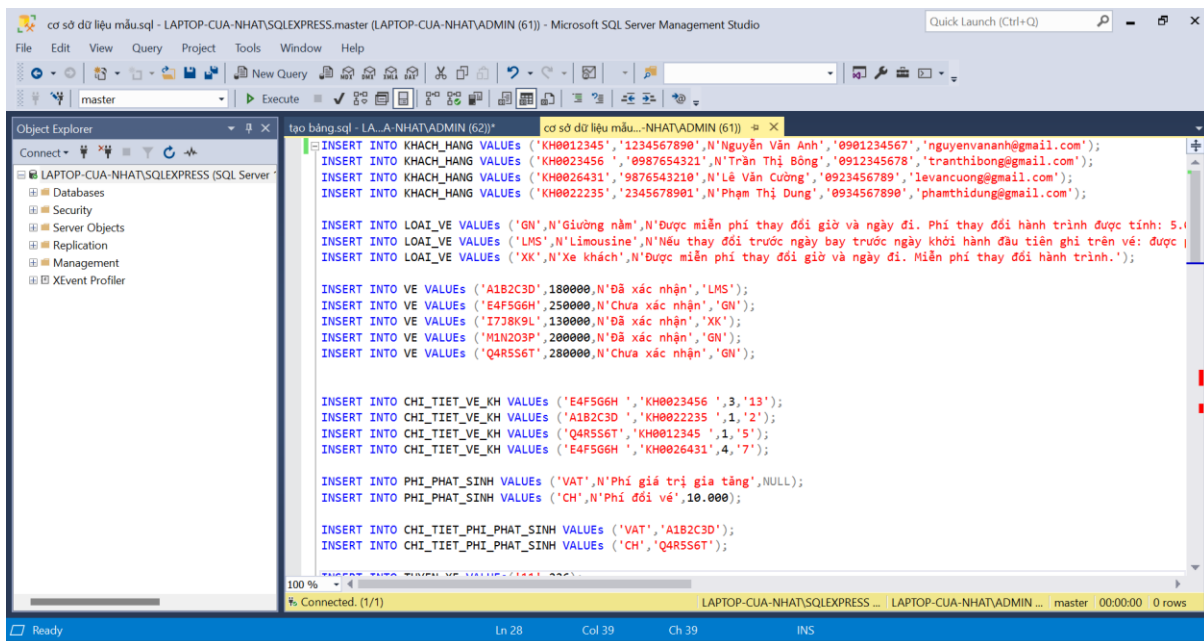 cơ sở dữ liệu mẫu.sql - LAPTOP-CUA-NHAT\SQLEXPRESS.master (LAPTOP-CUA-NHAT\ADMIN (61)) - Microsoft SQL Server Management Studio
Quick Launch (Ctrl+Q)
File Edit View Query Project Tools Window Help
New Query
MDX DMX XMLA DAX
master
Execute
Object Explorer
tạo bảng.sql - LA...A-NHAT\ADMIN (62))*
cơ sở dữ liệu mẫu...-NHAT\ADMIN (61))
Connect
LAPTOP-CUA-NHAT\SQLEXPRESS (SQL Server
Databases
Security
Server Objects
Replication
Management
XEvent Profiler
INSERT INTO KHACH_HANG VALUEs ('KH0012345','1234567890',N'Nguyễn Văn Anh','0901234567','nguyenvananh@gmail.com');
INSERT INTO KHACH_HANG VALUEs ('KH0023456 ','0987654321',N'Trần Thị Bông','0912345678','tranthibong@gmail.com');
INSERT INTO KHACH_HANG VALUEs ('KH0026431','9876543210',N'Lê Văn Cường','0923456789','levancuong@gmail.com');
INSERT INTO KHACH_HANG VALUEs ('KH0022235','2345678901',N'Phạm Thị Dung','0934567890','phamthidung@gmail.com');
INSERT INTO LOAI_VE VALUEs ('GN',N'Giường nằm',N'Được miễn phí thay đổi giờ và ngày đi. Phí thay đổi hành trình được tính: 5.
INSERT INTO LOAI_VE VALUEs ('LMS',N'Limousine',N'Nếu thay đổi trước ngày bay trước ngày khởi hành đầu tiên ghi trên vé: được
INSERT INTO LOAI_VE VALUEs ('XK',N'Xe khách',N'Được miễn phí thay đổi giờ và ngày đi. Miễn phí thay đổi hành trình.');
INSERT INTO VE VALUEs ('A1B2C3D',180000,N'Đã xác nhận','LMS');
INSERT INTO VE VALUEs ('E4F5G6H',250000,N'Chưa xác nhận','GN');
INSERT INTO VE VALUEs ('I7J8K9L',130000,N'Đã xác nhận','XK');
INSERT INTO VE VALUEs ('M1N2O3P',200000,N'Đã xác nhận','GN');
INSERT INTO VE VALUEs ('Q4R5S6T',280000,N'Chưa xác nhận','GN');
INSERT INTO CHI_TIET_VE_KH VALUEs ('E4F5G6H ','KH0023456 ',3,'13');
INSERT INTO CHI_TIET_VE_KH VALUEs ('A1B2C3D ','KH0022235 ',1,'2');
INSERT INTO CHI_TIET_VE_KH VALUEs ('Q4R5S6T','KH0012345 ',1,'5');
INSERT INTO CHI_TIET_VE_KH VALUEs ('E4F5G6H ','KH0026431',4,'7');
INSERT INTO PHI_PHAT_SINH VALUEs ('VAT',N'Phí giá trị gia tăng',NULL);
INSERT INTO PHI_PHAT_SINH VALUEs ('CH',N'Phí đổi vé',10.000);
INSERT INTO CHI_TIET_PHI_PHAT_SINH VALUEs ('VAT','A1B2C3D');
INSERT INTO CHI_TIET_PHI_PHAT_SINH VALUEs ('CH','Q4R5S6T');
100 %
Connected. (1/1)
LAPTOP-CUA-NHAT\SQLEXPRESS ... LAPTOP-CUA-NHAT\ADMIN ... master 00:00:00 0 rows
Ready
Ln 28 Col 39 Ch 39 INS